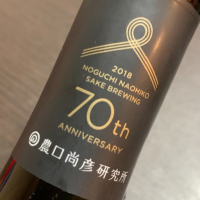 2018
NOGUCHI NAOHIKO
SAKE BREWING
70th
ANNIVERSARY
農口尚彦研究所